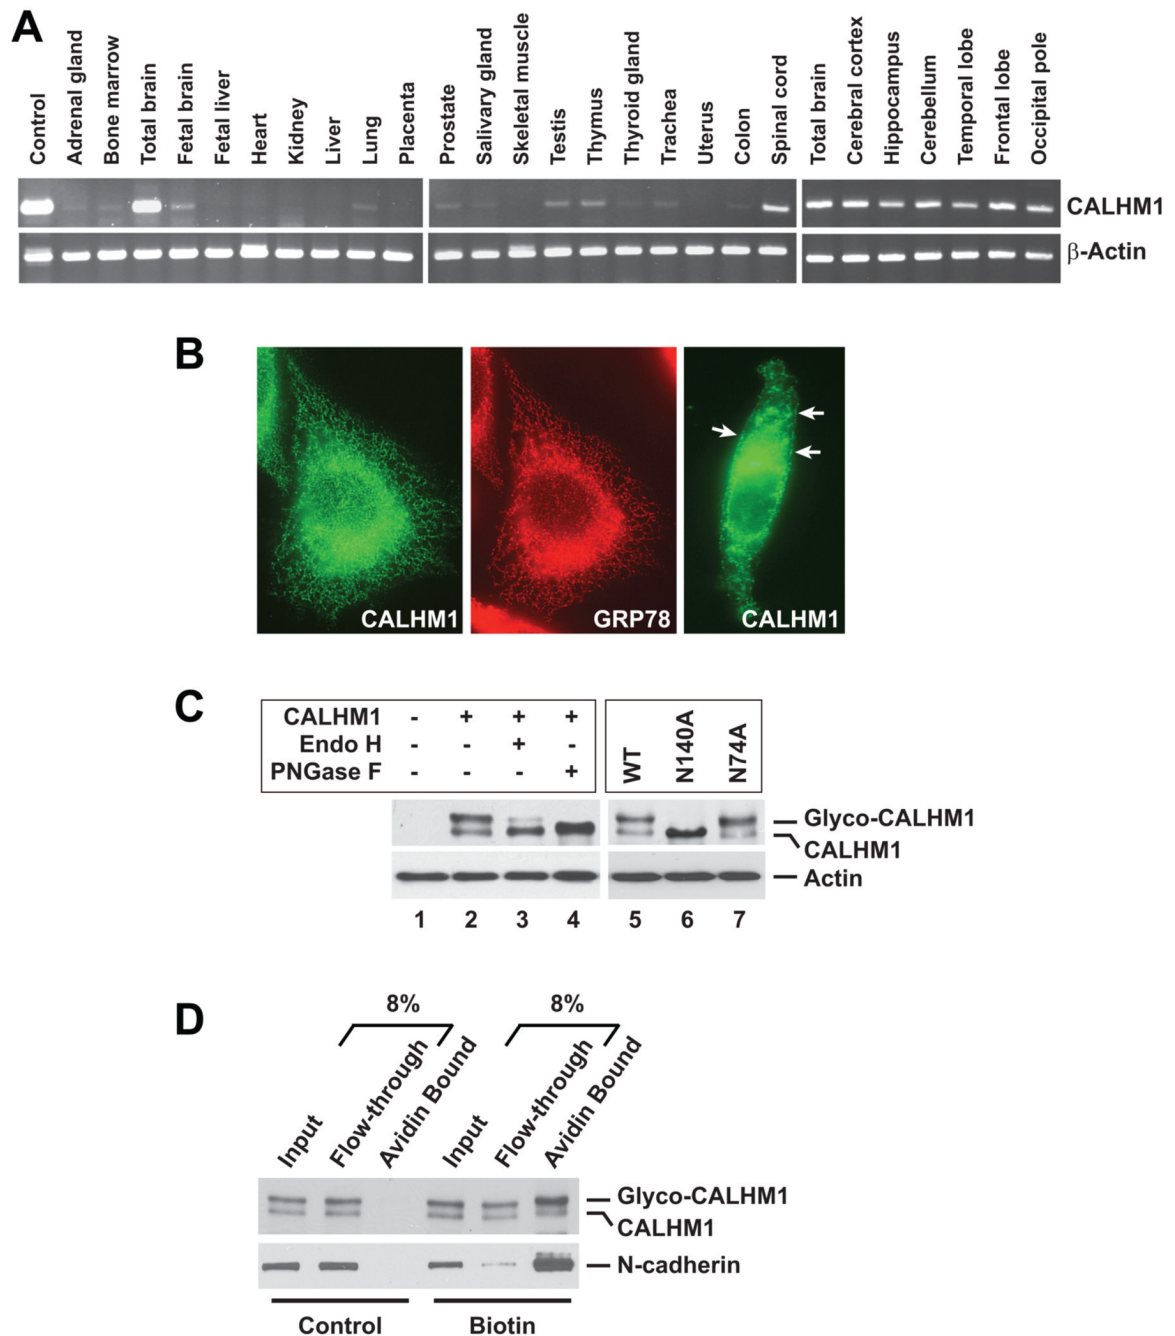 A
Control
Adrenal gland
Bone marrow
Total brain
Fetal brain
Fetal liver
Heart
Kidney
Liver
Lung
Placenta
Prostate
Salivary gland
Skeletal muscle
Testis
Thymus
Thyroid gland
Trachea
Uterus
Colon
Spinal cord
Total brain
Cerebral cortex
Hippocampus
Cerebellum
Temporal lobe
Frontal lobe
Occipital pole
CALHM1
β-Actin
B
CALHM1
GRP78
CALHM1
C
CALHM1 - + + +
Endo H - - + -
PNGase F - - - +
WT
N140A
N74A
Glyco-CALHM1
CALHM1
Actin
1 2 3 4 5 6 7
D
8% 8%
Input
Flow-through
Avidin Bound
Input
Flow-through
Avidin Bound
Glyco-CALHM1
CALHM1
N-cadherin
Control Biotin